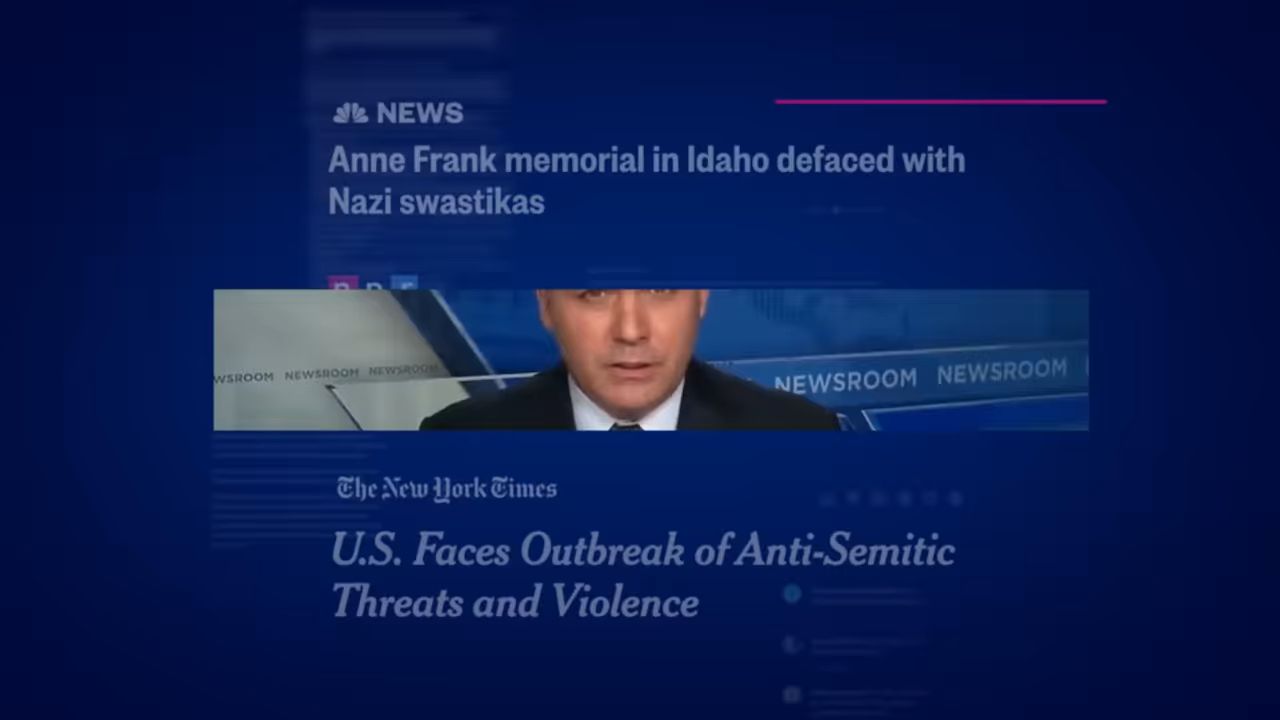 NEWS
Anne Frank memorial in Idaho defaced with
Nazi swastikas
n p r
NEWSROOM NEWSROOM
NEWSROOM NEWSROOM
The New York Times
U.S. Faces Outbreak of Anti-Semitic
Threats and Violence